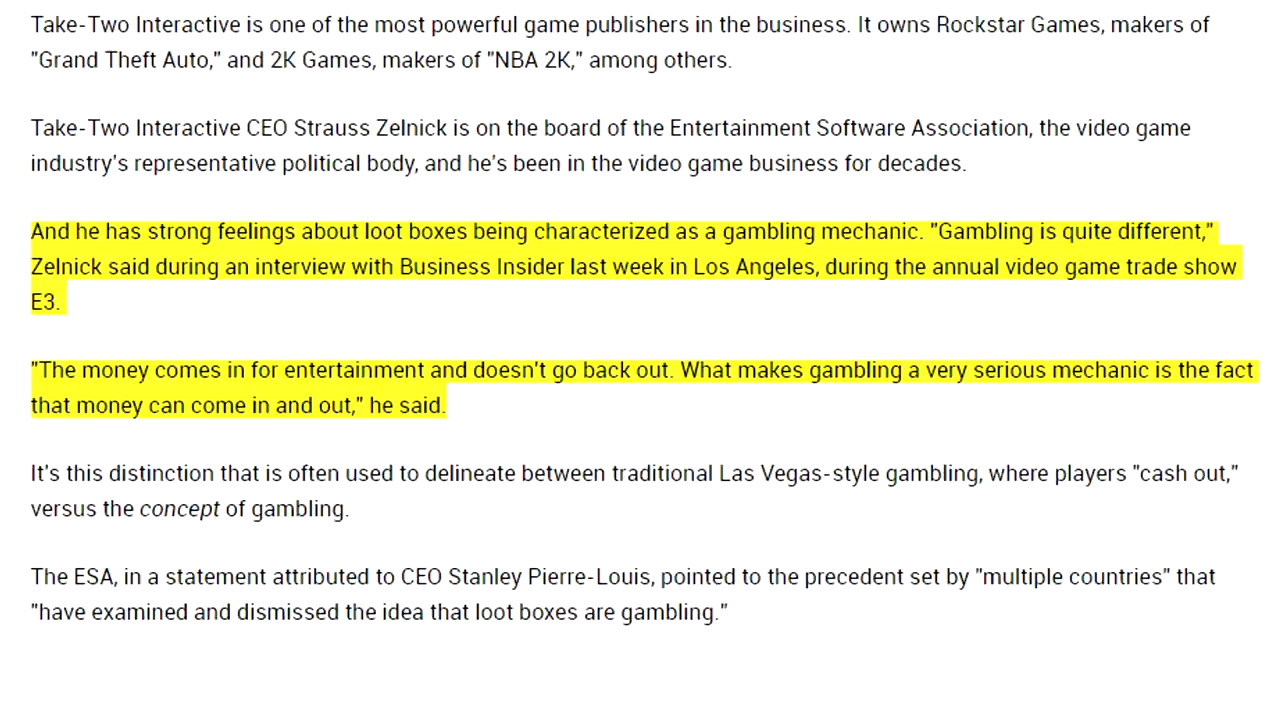 Take-Two Interactive is one of the most powerful game publishers in the business. It owns Rockstar Games, makers of
"Grand Theft Auto," and 2K Games, makers of "NBA 2K," among others.
Take-Two Interactive CEO Strauss Zelnick is on the board of the Entertainment Software Association, the video game
industry's representative political body, and he's been in the video game business for decades.
And he has strong feelings about loot boxes being characterized as a gambling mechanic. "Gambling is quite different,"
Zelnick said during an interview with Business Insider last week in Los Angeles, during the annual video game trade show
E3.
"The money comes in for entertainment and doesn't go back out. What makes gambling a very serious mechanic is the fact
that money can come in and out," he said.
It's this distinction that is often used to delineate between traditional Las Vegas-style gambling, where players "cash out,"
versus the concept of gambling.
The ESA, in a statement attributed to CEO Stanley Pierre-Louis, pointed to the precedent set by "multiple countries" that
"have examined and dismissed the idea that loot boxes are gambling."